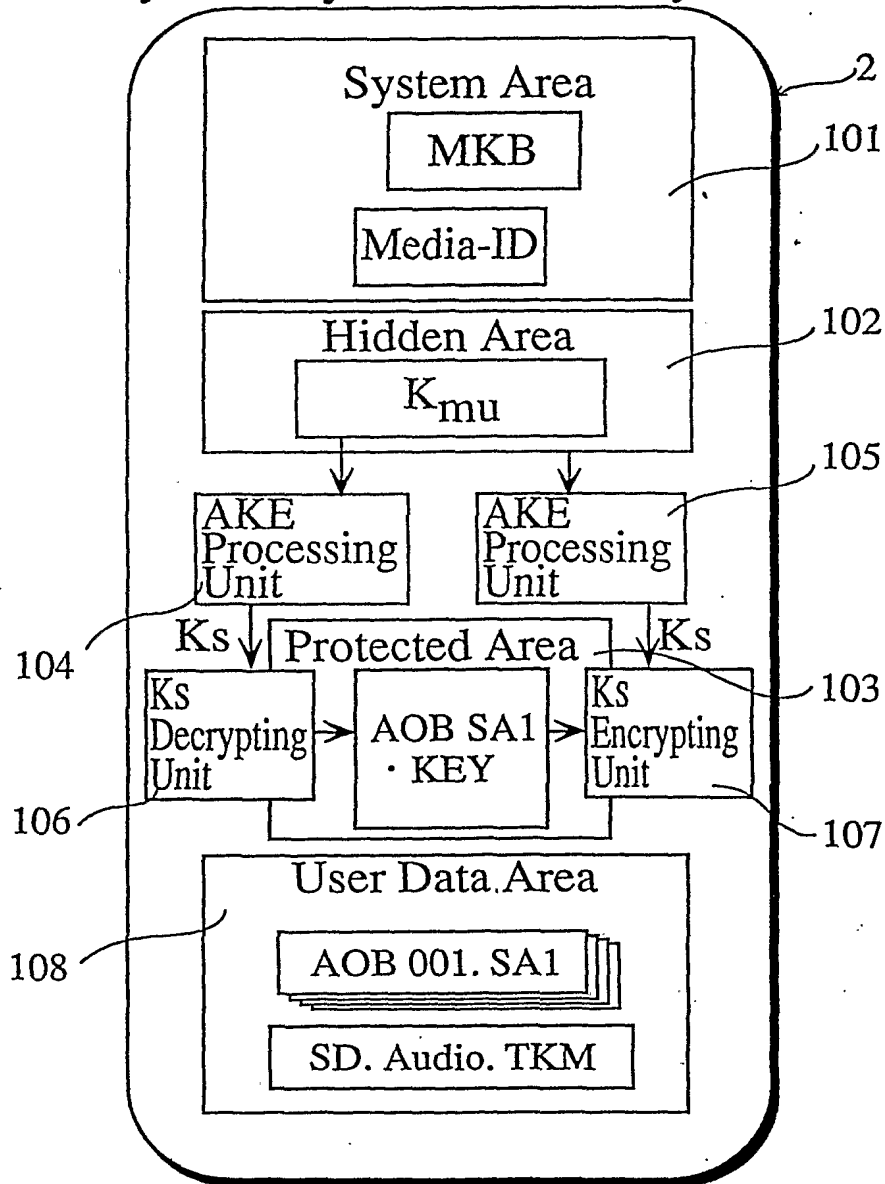 System Area
2
MKB
101
Media-ID
Hidden Area
102
Kmu
105
AKE
Processing
Unit
AKE
Processing
Unit
104
Ks
Ks
Protected Area
103
Ks
Decrypting
Unit
AOB SA1
· KEY
Ks
Encrypting
Unit
106
107
User Data Area
108
AOB 001. SA1
SD. Audio. TKM